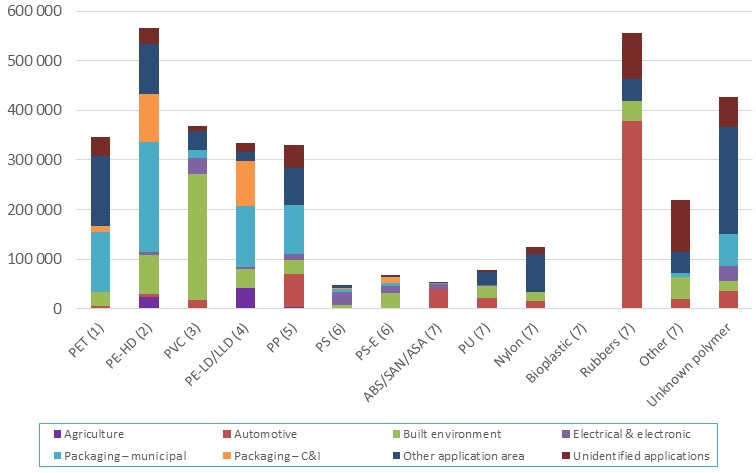 600 000
500 000
400 000
300 000
200 000
100 000
0
PET (1)
PE-HD (2)
PVC (3)
PE-LD/LLD (4)
PP (5)
PS (6)
PS-E (6)
ABS/SAN/ASA (7)
PU (7)
Nylon (7)
Bioplastic (7)
Rubbers (7)
Other (7)
Unknown polymer
Agriculture
Automotive
Built environment
Electrical & electronic
Packaging – municipal
Packaging – C&I
Other application area
Unidentified applications